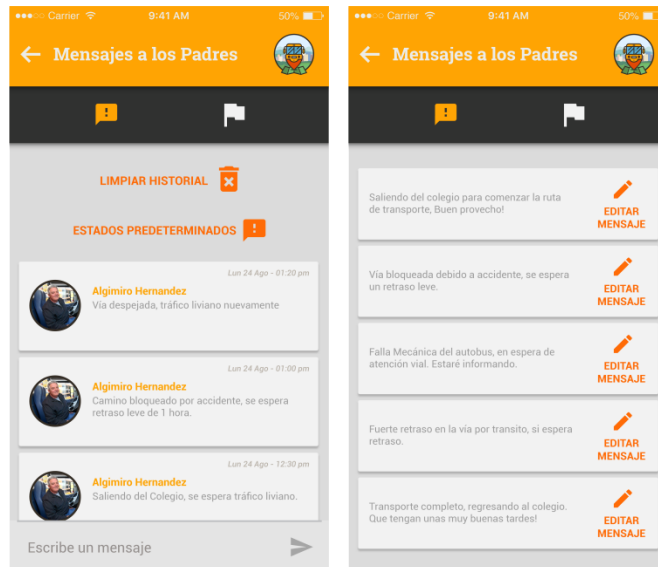 Carrier
9:41 AM
50%
Mensajes a los Padres
LIMPIAR HISTORIAL
ESTADOS PREDETERMINADOS
Lun 24 Ago - 01:20 pm
Algimiro Hernandez
Vía despejada, tráfico liviano nuevamente
Lun 24 Ago - 01:00 pm
Algimiro Hernandez
Camino bloqueado por accidente, se espera
retraso leve de 1 hora.
Lun 24 Ago - 12:30 pm
Algimiro Hernandez
Saliendo del Colegio, se espera tráfico liviano.
Escribe un mensaje
Carrier
9:41 AM
50%
Mensajes a los Padres
Saliendo del colegio para comenzar la ruta
de transporte, Buen provecho!
EDITAR
MENSAJE
Vía bloqueada debido a accidente, se espera
un retraso leve.
EDITAR
MENSAJE
Falla Mecánica del autobus, en espera de
atención vial. Estaré informando.
EDITAR
MENSAJE
Fuerte retraso en la vía por transito, si espera
retraso.
EDITAR
MENSAJE
Transporte completo, regresando al colegio.
Que tengan unas muy buenas tardes!
EDITAR
MENSAJE